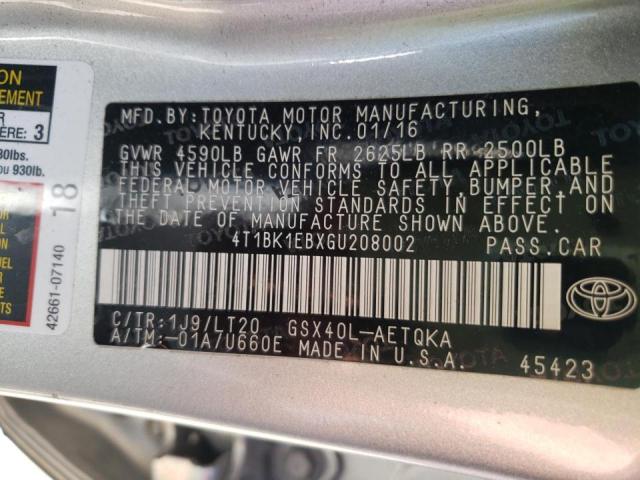 ON
EMENT
R
ÈRE: 3
30lbs.
ou 930lb.
18
42661-07140
MFD.BY:TOYOTA MOTOR MANUFACTURING,
KENTUCKY,INC.01/16
GVWR 4590LB GAWR FR 2625LB RR-2500LB
THIS VEHICLE CONFORMS TO ALL APPLICABLE
FEDERAL MOTOR VEHICLE SAFETY,BUMPER AND
THEFT PREVENTION STANDARDS IN EFFECT ON
THE DATE OF MANUFACTURE SHOWN ABOVE.
4T1BK1EBXGU208002 PASS.CAR
C/TR:1J9/LT20 GSX40L-AETQKA
A/TM:-01A/U660E MADE IN U.S.A. 45423